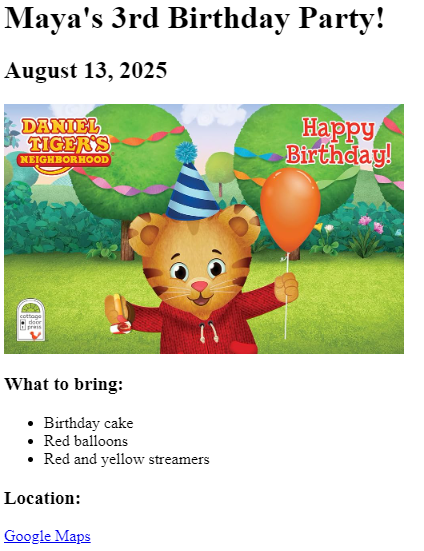 Maya's 3rd Birthday Party!
August 13, 2025
DANIEL
TIGER'S
NEIGHBORHOOD
Happy
Birthday!
cottage
door
press
What to bring:
Birthday cake
Red balloons
Red and yellow streamers
Location:
Google Maps